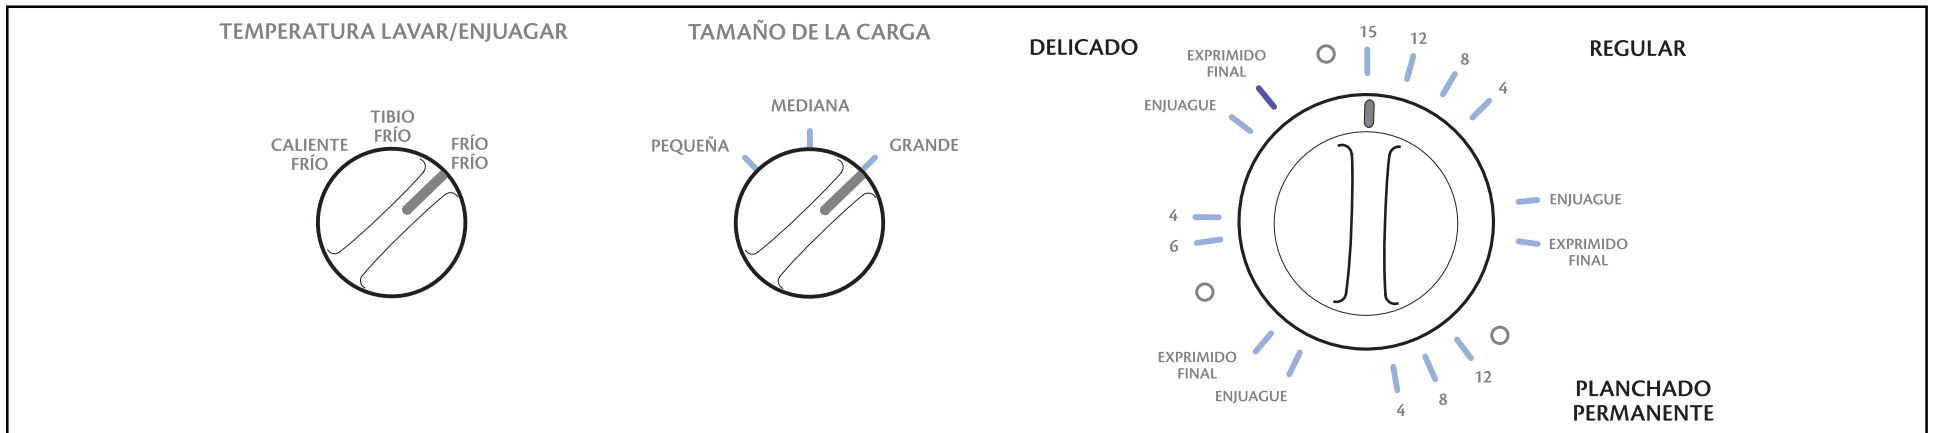 TEMPERATURA LAVAR/ENJUAGAR
CALIENTE
FRÍO
TIBIO
FRÍO
FRÍO
FRÍO
TAMAÑO DE LA CARGA
PEQUEÑA
MEDIANA
GRANDE
DELICADO
EXPRIMIDO
FINAL
ENJUAGUE
4
6
15
12
8
4
REGULAR
ENJUAGUE
EXPRIMIDO
FINAL
EXPRIMIDO
FINAL
ENJUAGUE
4
8
12
PLANCHADO
PERMANENTE